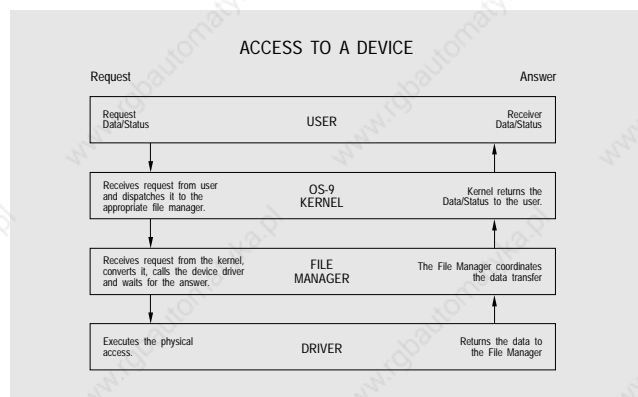 ACCESS TO A DEVICE
Request
Answer
Request
Data/Status
USER
Receiver
Data/Status
Receives request from user
and dispatches it to the
appropriate file manager.
OS-9
KERNEL
Kernel returns the
Data/Status to the user.
Receives request from the kernel,
converts it, calls the device driver
and waits for the answer.
FILE
MANAGER
The File Manager coordinates
the data transfer
Executes the physical
access.
DRIVER
Returns the data to
the File Manager
www.rgbautomatyka.pl